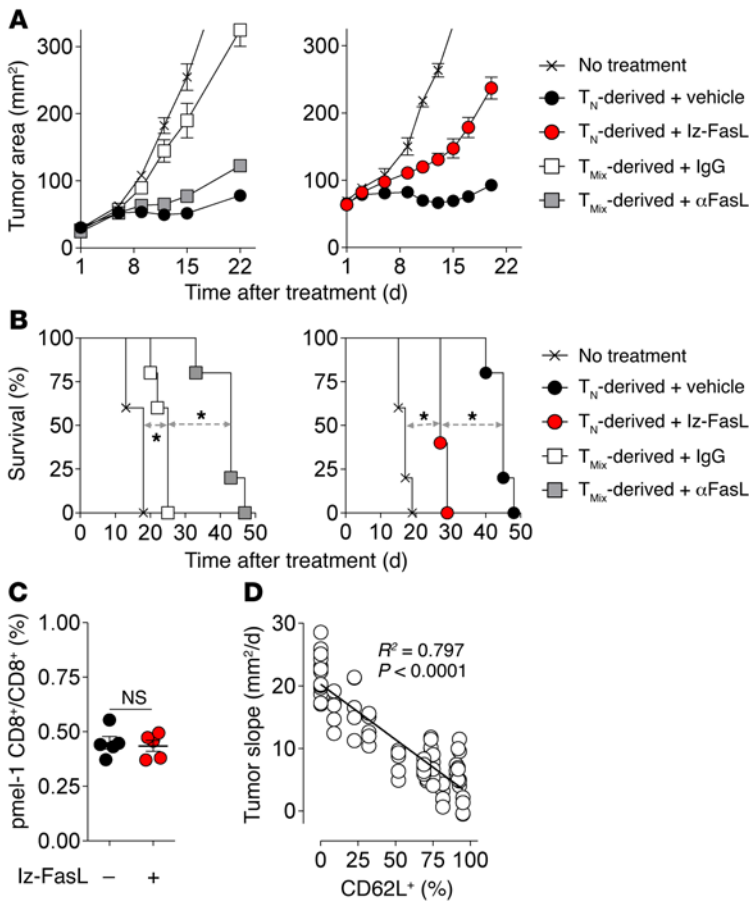 A
Tumor area (mm²)
300
200
100
0
1
8
15
22
300
200
100
0
1
8
15
22
Time after treatment (d)
No treatment
T_N-derived + vehicle
T_N-derived + Iz-FasL
T_Mix-derived + IgG
T_Mix-derived + αFasL
B
Survival (%)
100
75
50
25
0
0 10 20 30 40 50
*
*
100
75
50
25
0
0 10 20 30 40 50
*
*
Time after treatment (d)
No treatment
T_N-derived + vehicle
T_N-derived + Iz-FasL
T_Mix-derived + IgG
T_Mix-derived + αFasL
C
pmel-1 CD8⁺/CD8⁺ (%)
1.00
0.75
0.50
0.25
0.00
NS
Iz-FasL – +
D
Tumor slope (mm²/d)
30
20
10
0
R² = 0.797
P < 0.0001
0 25 50 75 100
CD62L⁺ (%)